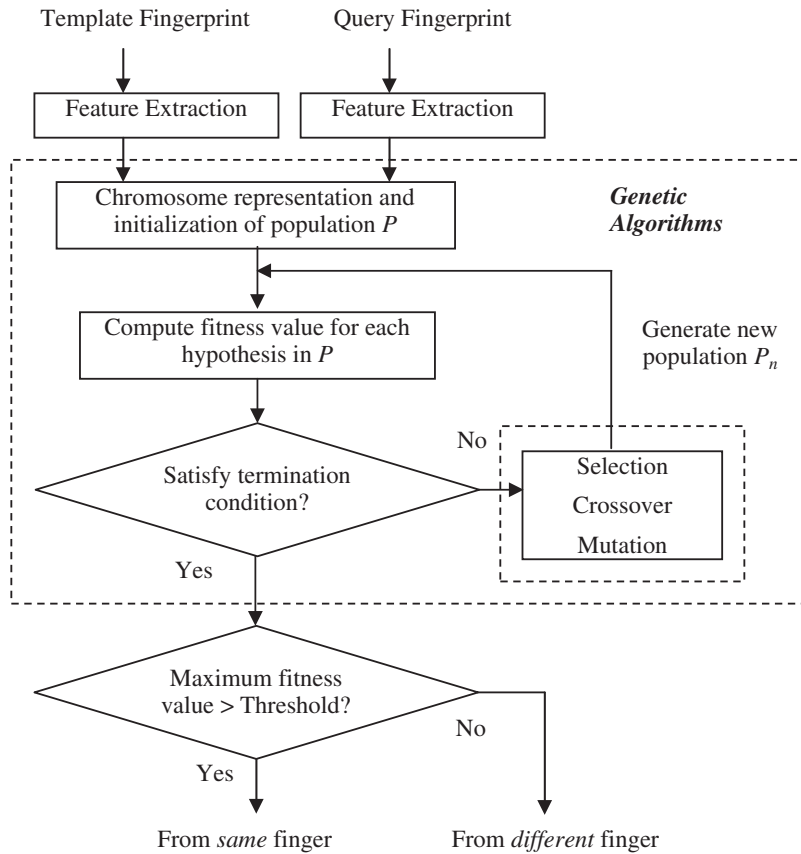 Template Fingerprint
Query Fingerprint
Feature Extraction
Feature Extraction
Chromosome representation and
initialization of population P
Genetic
Algorithms
Compute fitness value for each
hypothesis in P
Generate new
population Pn
No
Satisfy termination
condition?
Selection
Crossover
Mutation
Yes
Maximum fitness
value > Threshold?
No
Yes
From same finger
From different finger